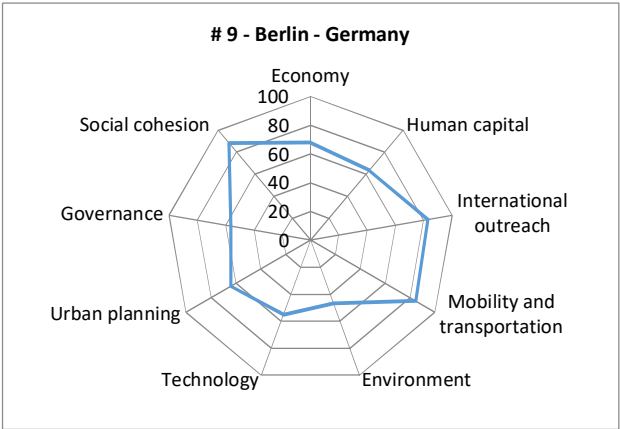 # 9 - Berlin - Germany
Economy
100
80
60
40
20
0
Human capital
International
outreach
Mobility and
transportation
Environment
Technology
Urban planning
Governance
Social cohesion